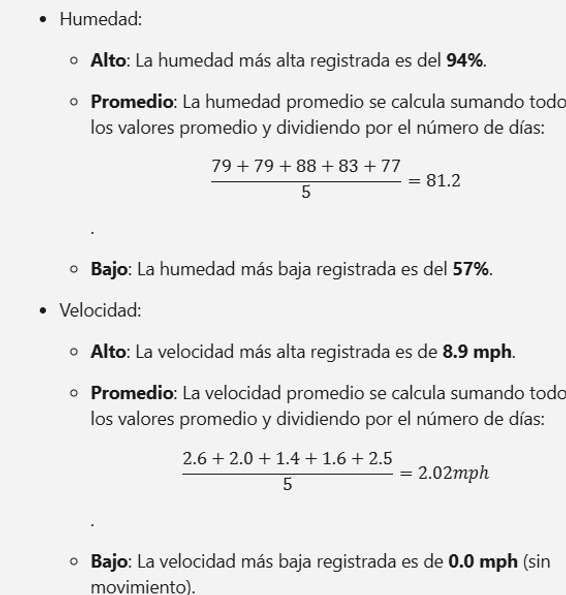 • Humedad:
○ Alto: La humedad más alta registrada es del 94%.
○ Promedio: La humedad promedio se calcula sumando todo
los valores promedio y dividiendo por el número de días:
79 + 79 + 88 + 83 + 77
= 81.2
5
.
○ Bajo: La humedad más baja registrada es del 57%.
• Velocidad:
○ Alto: La velocidad más alta registrada es de 8.9 mph.
○ Promedio: La velocidad promedio se calcula sumando todo
los valores promedio y dividiendo por el número de días:
2.6 + 2.0 + 1.4 + 1.6 + 2.5
= 2.02mph
5
.
○ Bajo: La velocidad más baja registrada es de 0.0 mph (sin
movimiento).